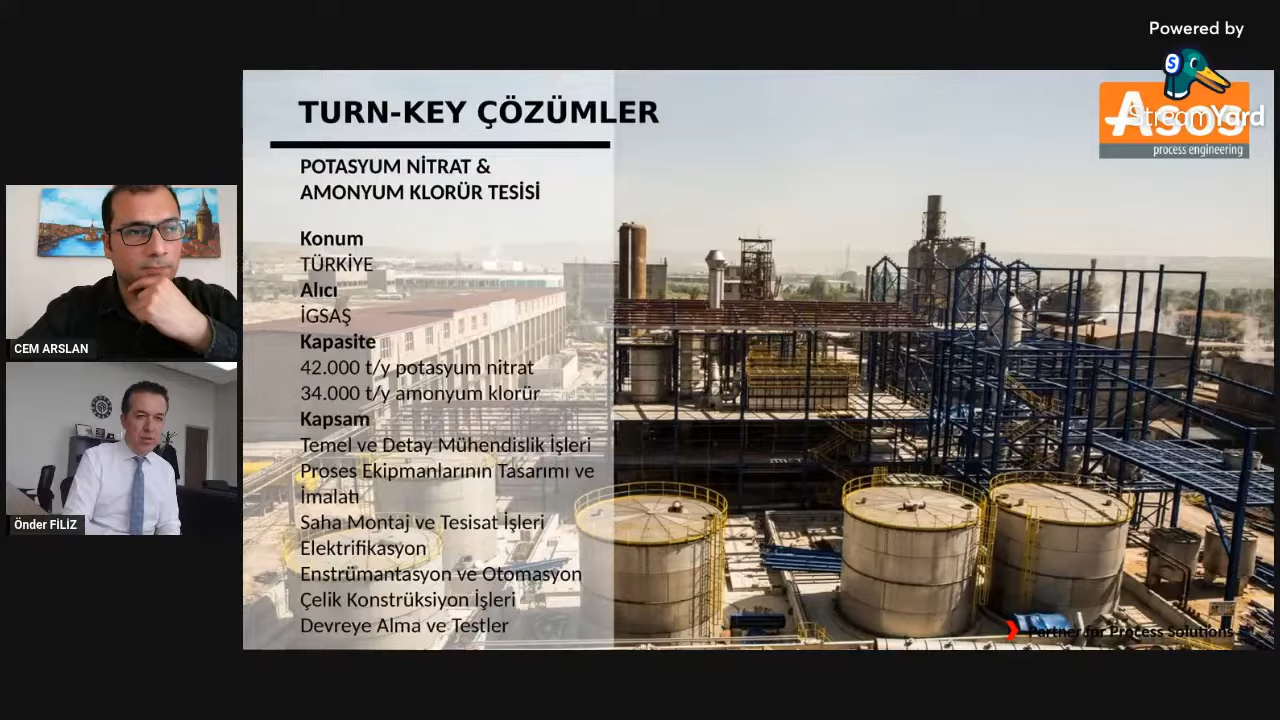 Powered by
StreamYard
Asos
process engineering
TURN-KEY ÇÖZÜMLER
POTASYUM NİTRAT &
AMONYUM KLORÜR TESİSİ
Konum
TÜRKİYE
Alıcı
İGSAŞ
Kapasite
42.000 t/y potasyum nitrat
34.000 t/y amonyum klorür
Kapsam
Temel ve Detay Mühendislik İşleri
Proses Ekipmanlarının Tasarımı ve
İmalatı
Saha Montaj ve Tesisat İşleri
Elektrifikasyon
Enstrümantasyon ve Otomasyon
Çelik Konstrüksiyon İşleri
Devreye Alma ve Testler
Partner for Process Solutions
CEM ARSLAN
Önder FİLİZ